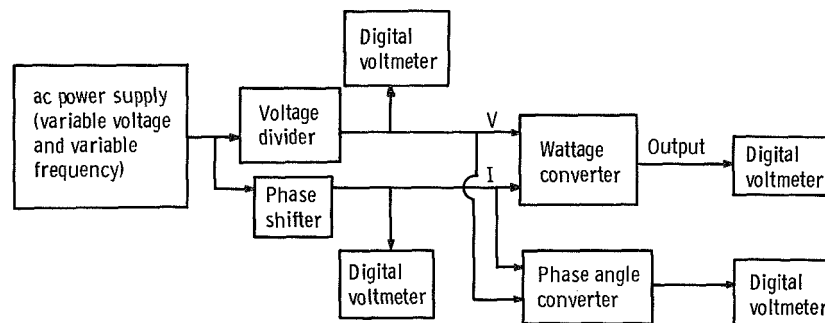 Digital
voltmeter
ac power supply
(variable voltage
and variable
frequency)
Voltage
divider
V
Wattage
converter
Output
Digital
voltmeter
Phase
shifter
I
Digital
voltmeter
Phase angle
converter
Digital
voltmeter